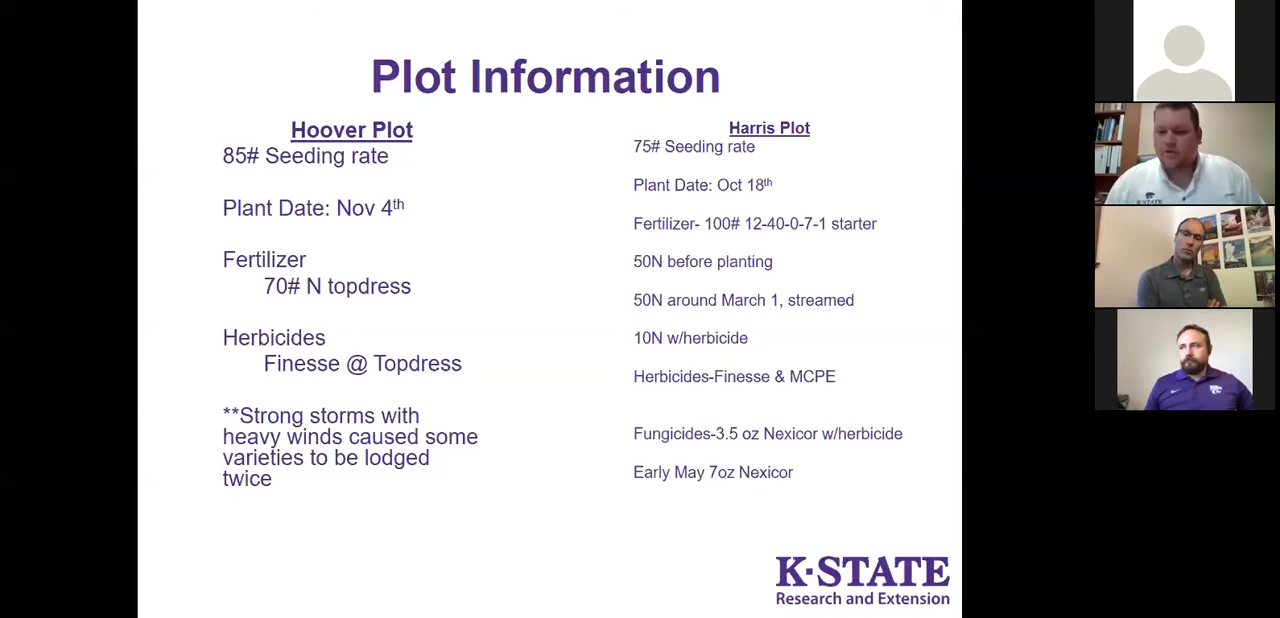 Plot Information
Hoover Plot
85# Seeding rate
Plant Date: Nov 4th
Fertilizer
70# N topdress
Herbicides
Finesse @ Topdress
**Strong storms with
heavy winds caused some
varieties to be lodged
twice
Harris Plot
75# Seeding rate
Plant Date: Oct 18th
Fertilizer- 100# 12-40-0-7-1 starter
50N before planting
50N around March 1, streamed
10N w/herbicide
Herbicides-Finesse & MCPE
Fungicides-3.5 oz Nexicor w/herbicide
Early May 7oz Nexicor
K·STATE
Research and Extension
K-STATE